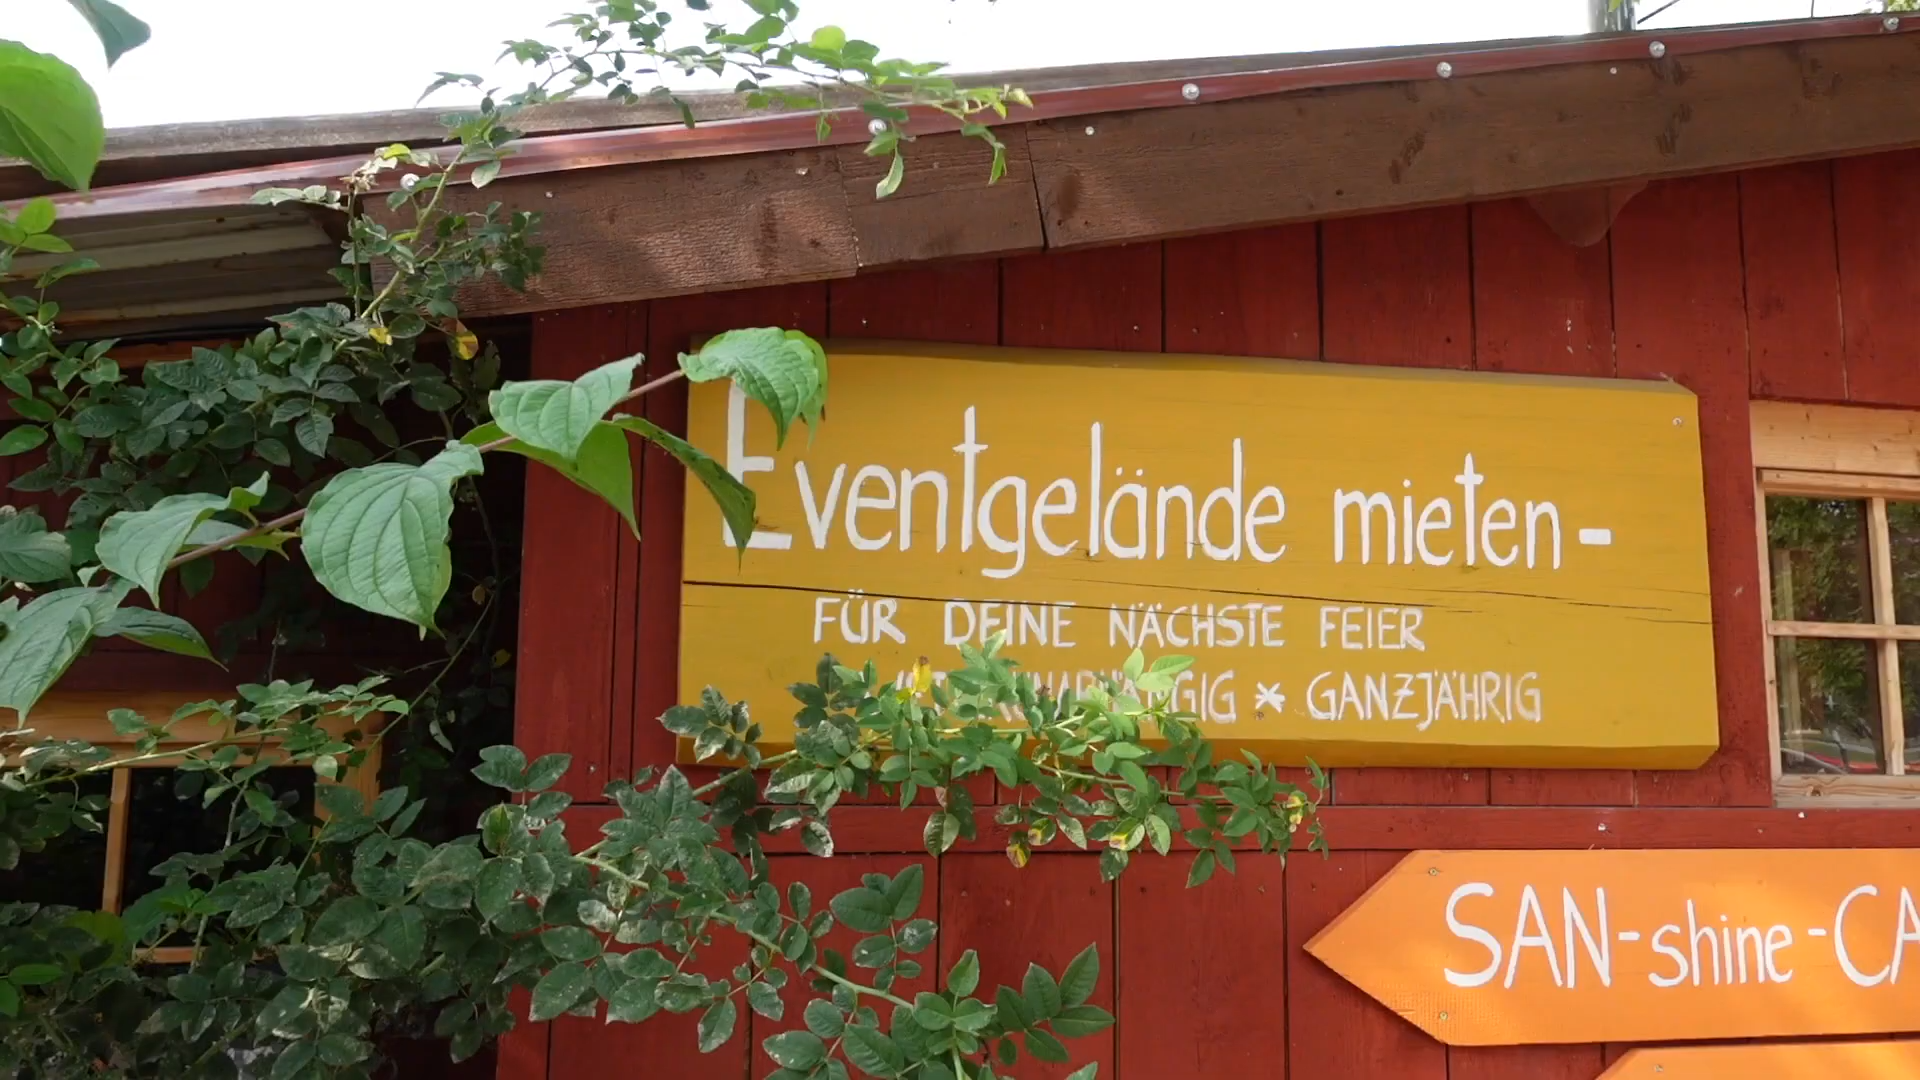 Eventgelände mieten-
FÜR DEINE NÄCHSTE FEIER
* GANZJÄHRIG
SAN-shine-CA